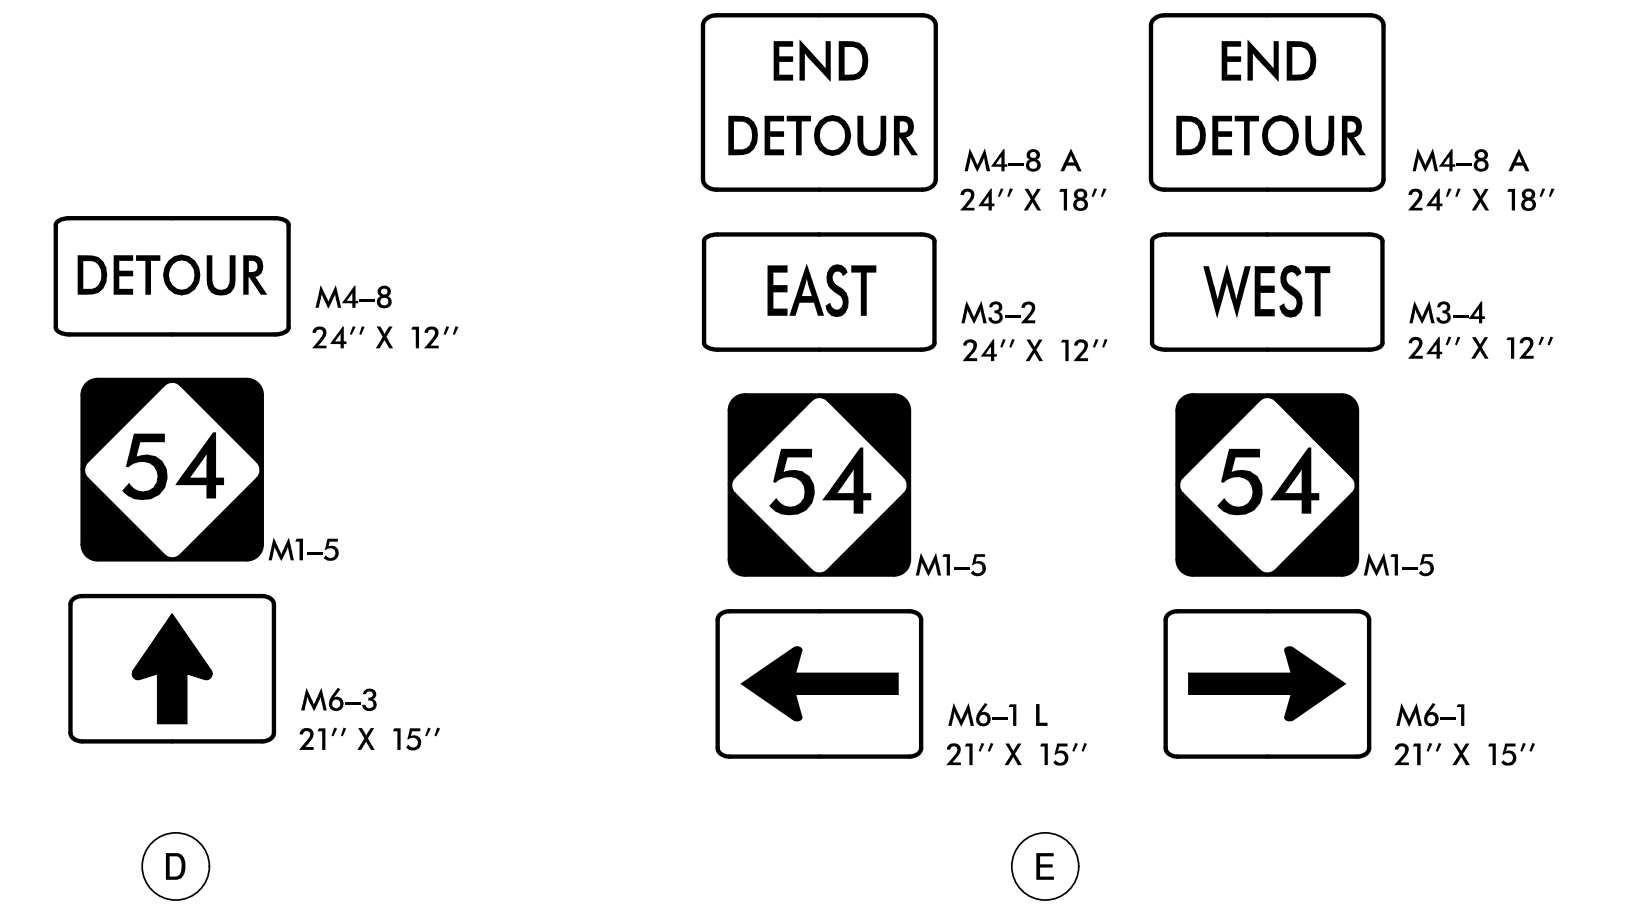 DETOUR
M4–8
24'' X 12''
54
M1–5
M6–3
21'' X 15''
D
END
DETOUR
M4–8 A
24'' X 18''
EAST
M3–2
24'' X 12''
54
M1–5
M6–1 L
21'' X 15''
END
DETOUR
M4–8 A
24'' X 18''
WEST
M3–4
24'' X 12''
54
M1–5
M6–1
21'' X 15''
E